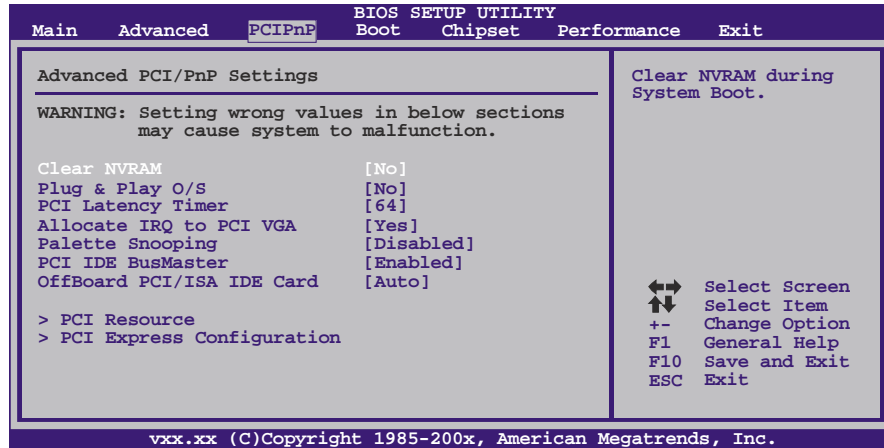 BIOS SETUP UTILITY
Main Advanced PCIPnP Boot Chipset Performance Exit
Advanced PCI/PnP Settings
WARNING: Setting wrong values in below sections
may cause system to malfunction.
Clear NVRAM [No]
Plug & Play O/S [No]
PCI Latency Timer [64]
Allocate IRQ to PCI VGA [Yes]
Palette Snooping [Disabled]
PCI IDE BusMaster [Enabled]
OffBoard PCI/ISA IDE Card [Auto]
> PCI Resource
> PCI Express Configuration
Clear NVRAM during
System Boot.
Select Screen
Select Item
+- Change Option
F1 General Help
F10 Save and Exit
ESC Exit
vxx.xx (C)Copyright 1985-200x, American Megatrends, Inc.